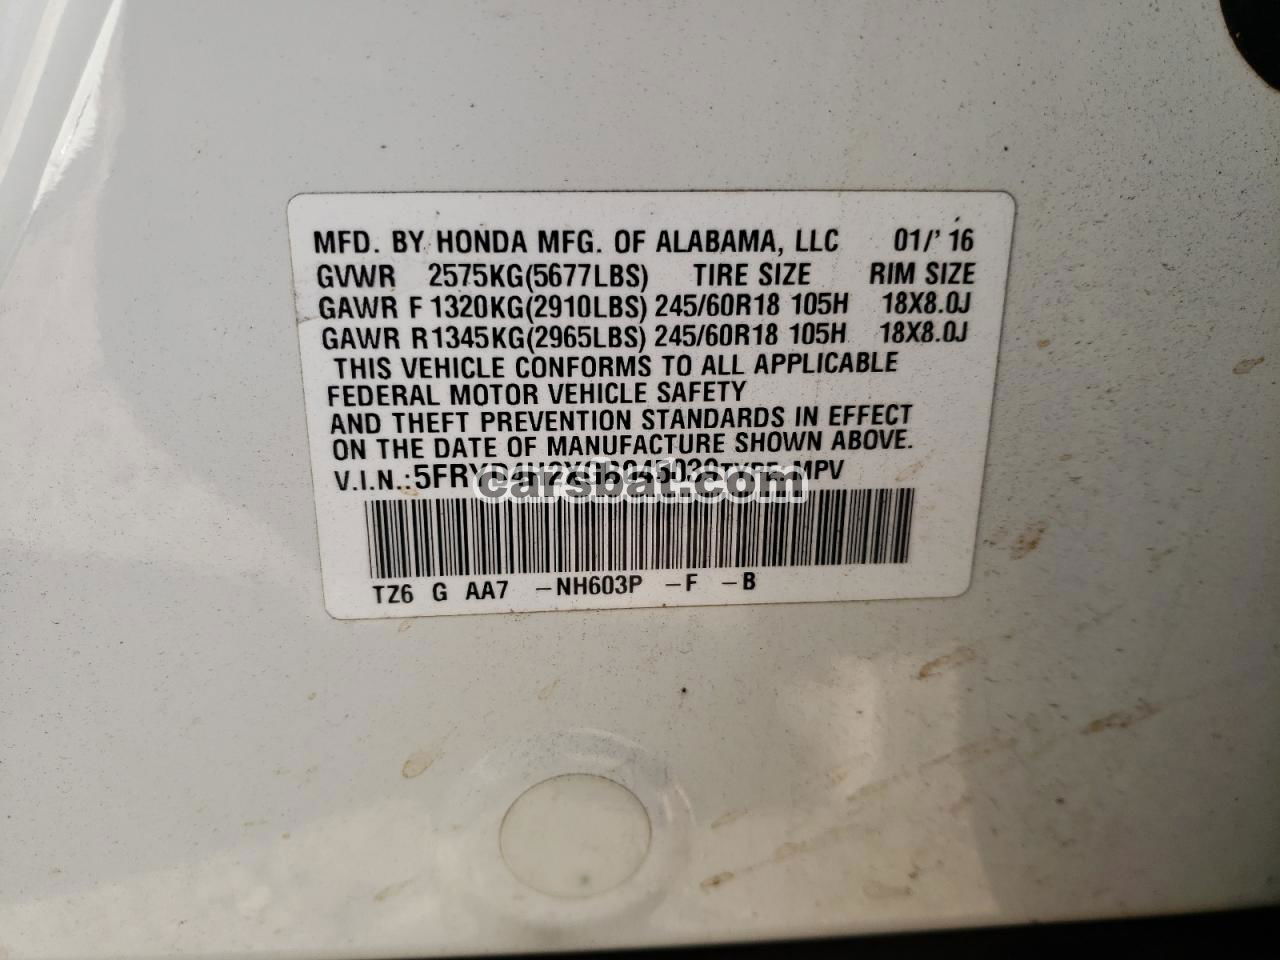 MFD. BY HONDA MFG. OF ALABAMA, LLC 01/'16
GVWR 2575KG(5677LBS) TIRE SIZE RIM SIZE
GAWR F 1320KG(2910LBS) 245/60R18 105H 18X8.0J
GAWR R1345KG(2965LBS) 245/60R18 105H 18X8.0J
THIS VEHICLE CONFORMS TO ALL APPLICABLE
FEDERAL MOTOR VEHICLE SAFETY
AND THEFT PREVENTION STANDARDS IN EFFECT
ON THE DATE OF MANUFACTURE SHOWN ABOVE.
V.I.N.: TYPE:MPV
carsbat.com
TZ6 G AA7 -NH603P -F -B